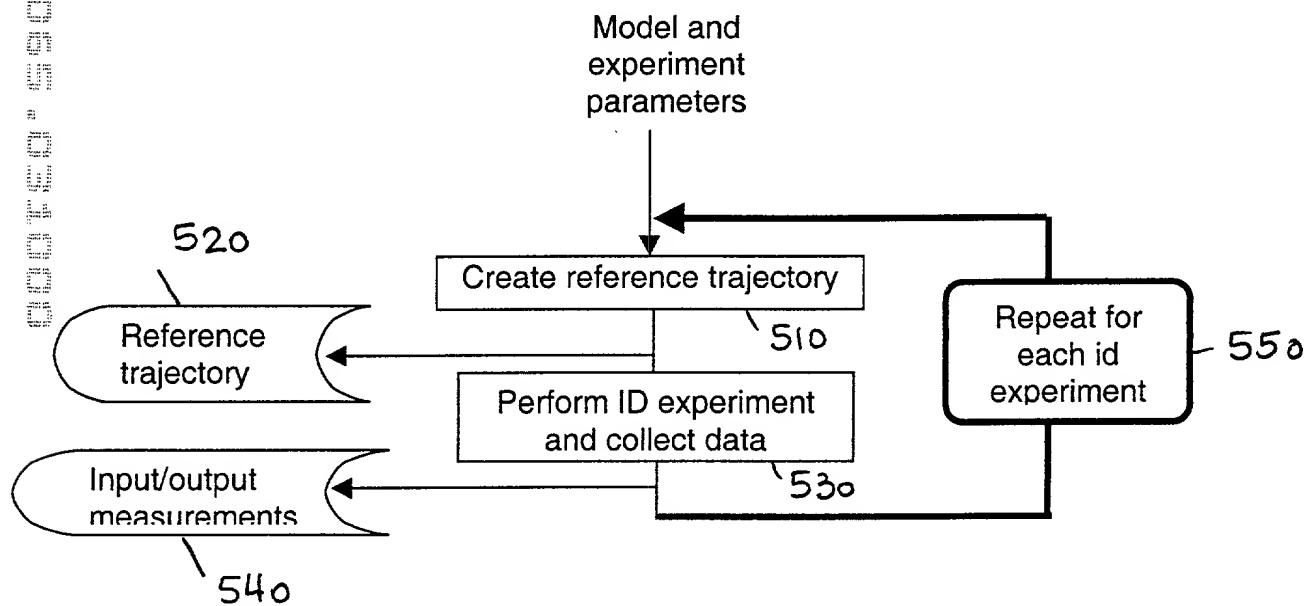 Model and
experiment
parameters
520
Create reference trajectory
510
Reference
trajectory
Repeat for
each id
experiment
550
Perform ID experiment
and collect data
530
Input/output
measurements
540